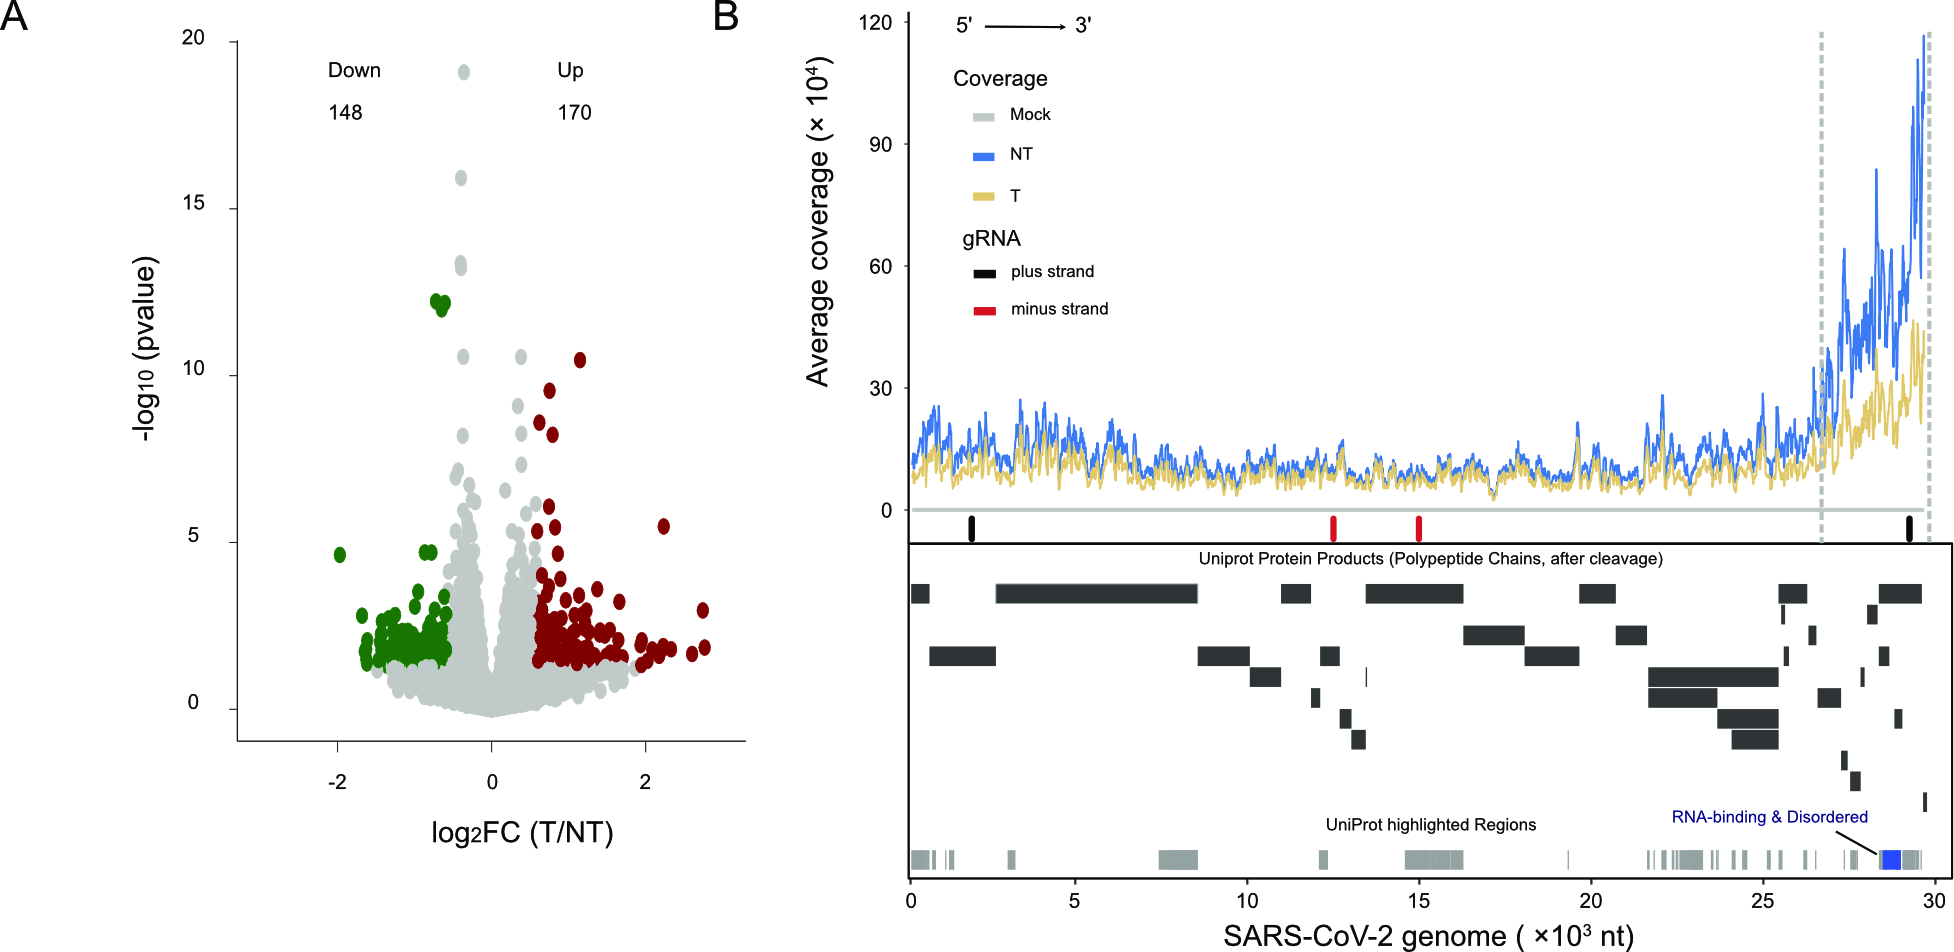 A
20
15
10
5
0
-log10 (pvalue)
Down
148
Up
170
-2
0
2
log2FC (T/NT)
B
120
90
60
30
0
Average coverage (× 10⁴)
5' 3'
Coverage
Mock
NT
T
gRNA
plus strand
minus strand
Uniprot Protein Products (Polypeptide Chains, after cleavage)
RNA-binding & Disordered
UniProt highlighted Regions
0
5
10
15
20
25
30
SARS-CoV-2 genome ( ×10³ nt)